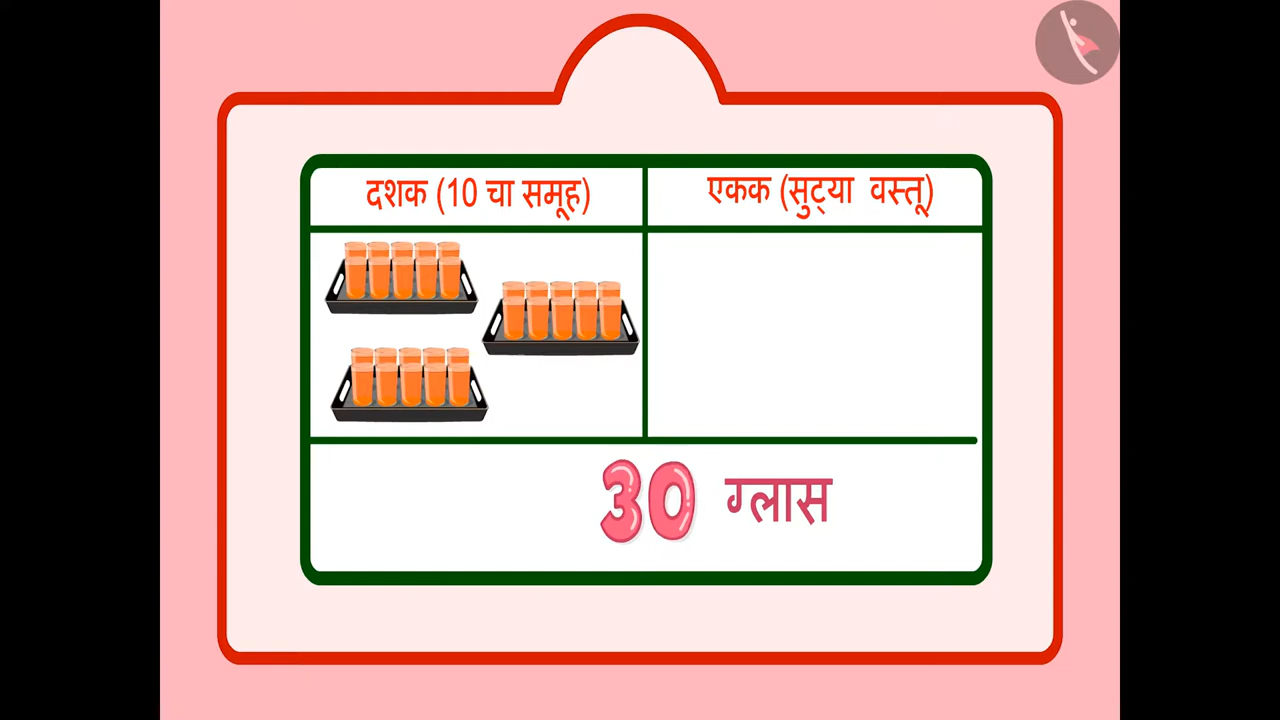 दशक (10 चा समूह)
एकक (सुट्या वस्तू)
30 ग्लास